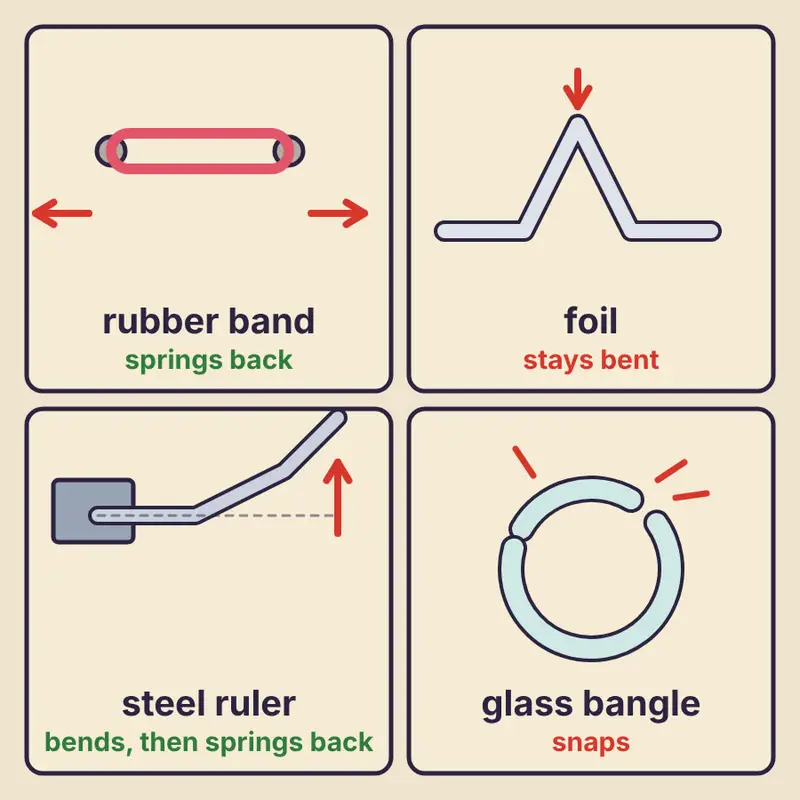 rubber band
springs back
foil
stays bent
steel ruler
bends, then springs back
glass bangle
snaps